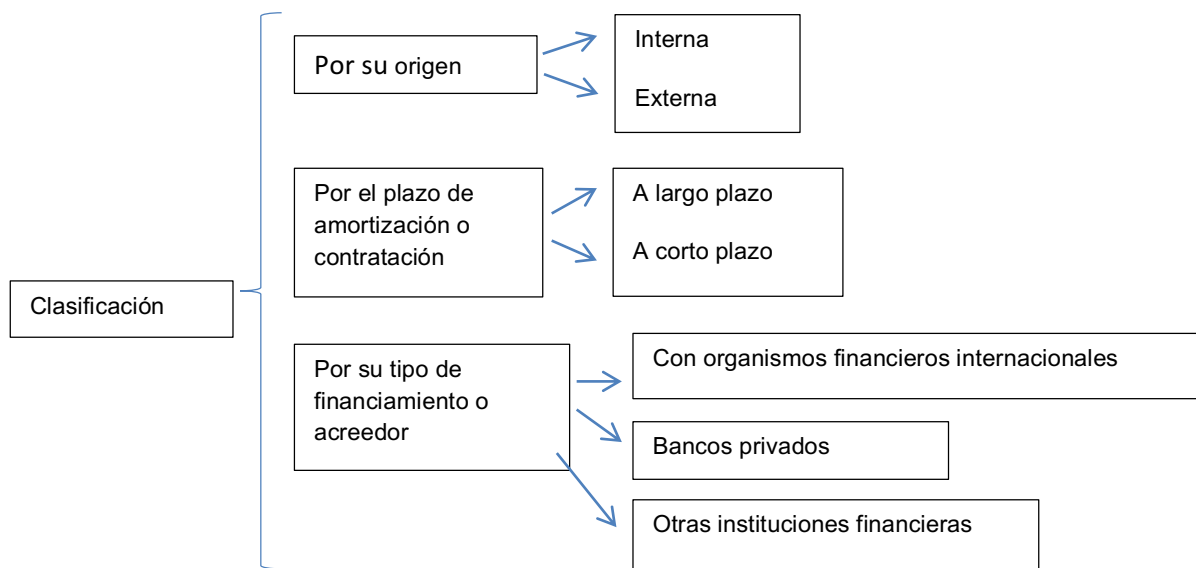 Clasificación
Por su origen
Interna
Externa
Por el plazo de
amortización o
contratación
A largo plazo
A corto plazo
Por su tipo de
financiamiento o
acreedor
Con organismos financieros internacionales
Bancos privados
Otras instituciones financieras